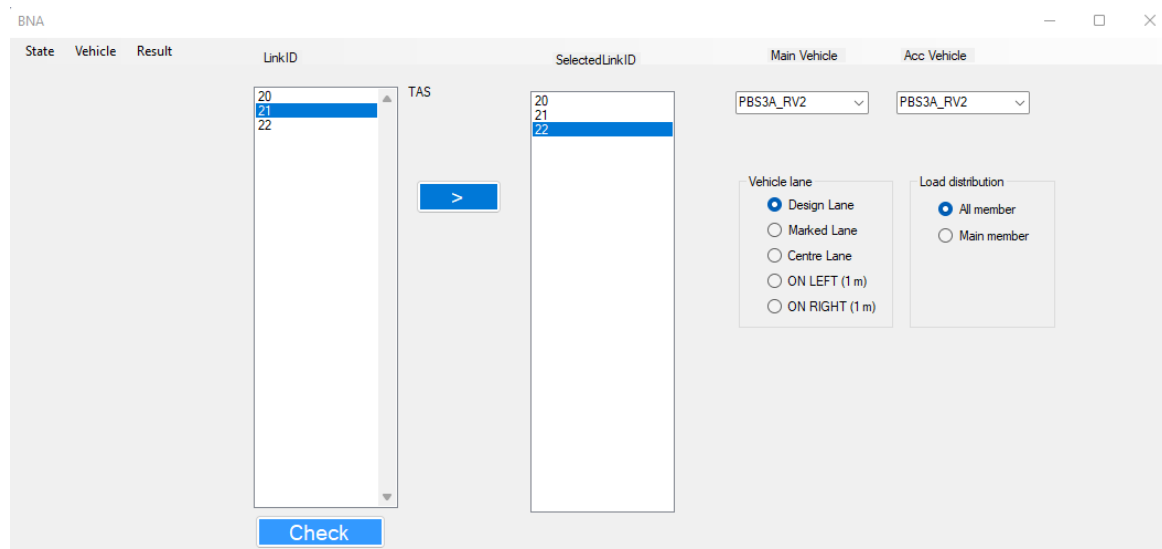 BNA
State Vehicle Result
LinkID
SelectedLinkID
Main Vehicle
Acc Vehicle
20
21
22
TAS
>
20
21
22
PBS3A_RV2
PBS3A_RV2
Vehicle lane
Design Lane
Marked Lane
Centre Lane
ON LEFT (1 m)
ON RIGHT (1 m)
Load distribution
All member
Main member
Check